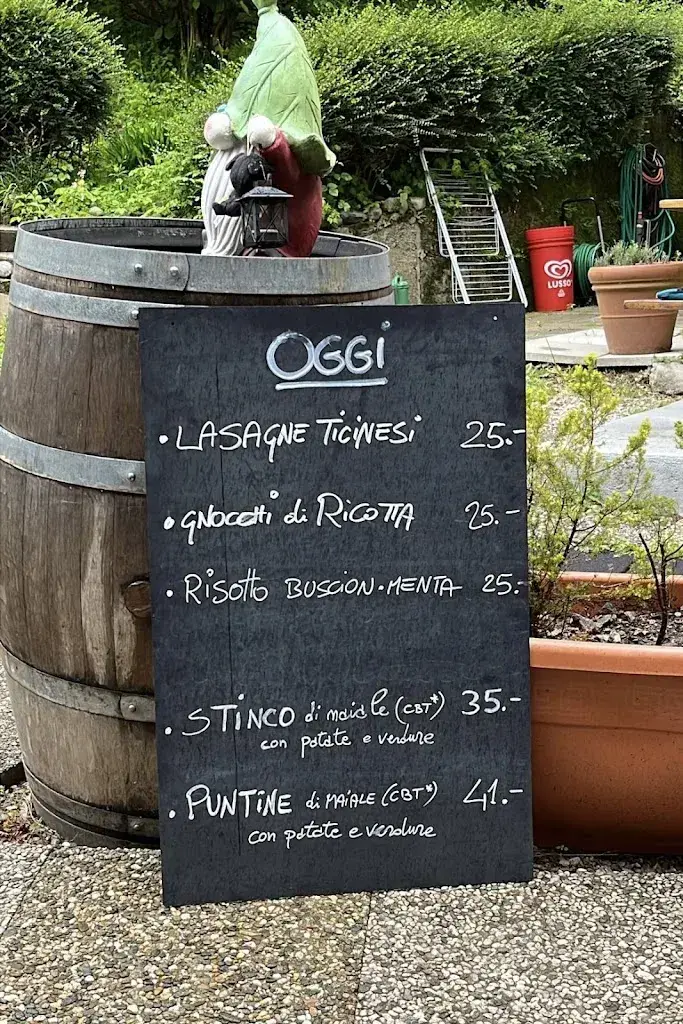 OGGI
• LASAGNE TICINESI 25.-
• GNOCCHI di RICOTTA 25.-
• RISOTTO BUSCION·MENTA 25.-
• STINCO di maiale (CBT*) 35.-
con patate e verdure
• PUNTINE di MAIALE (CBT*) 41.-
con patate e verdure
LUSSO